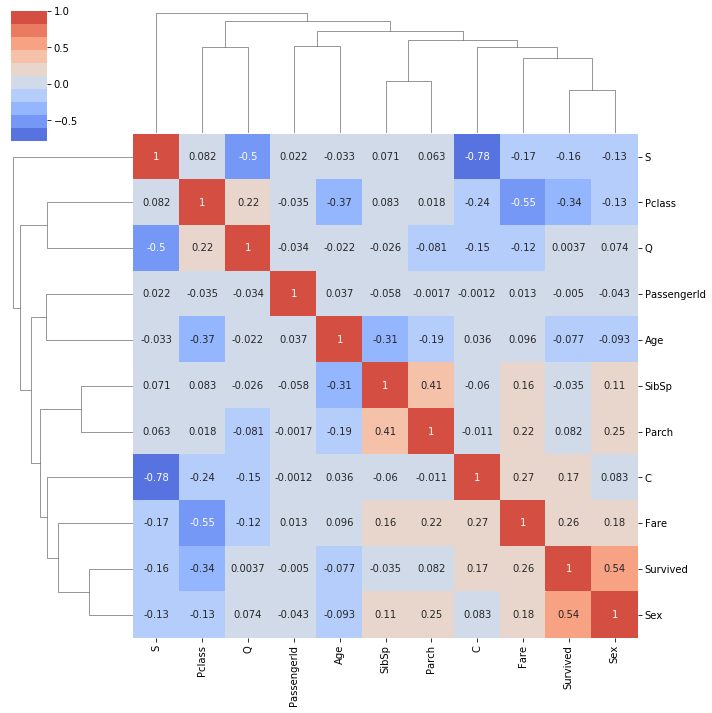 1.0
0.5
0.0
−0.5
1 0.082 -0.5 0.022 -0.033 0.071 0.063 -0.78 -0.17 -0.16 -0.13 S
0.082 1 0.22 -0.035 -0.37 0.083 0.018 -0.24 -0.55 -0.34 -0.13 Pclass
-0.5 0.22 1 -0.034 -0.022 -0.026 -0.081 -0.15 -0.12 0.0037 0.074 Q
0.022 -0.035 -0.034 1 0.037 -0.058 -0.0017 -0.0012 0.013 -0.005 -0.043 PassengerId
-0.033 -0.37 -0.022 0.037 1 -0.31 -0.19 0.036 0.096 -0.077 -0.093 Age
0.071 0.083 -0.026 -0.058 -0.31 1 0.41 -0.06 0.16 -0.035 0.11 SibSp
0.063 0.018 -0.081 -0.0017 -0.19 0.41 1 -0.011 0.22 0.082 0.25 Parch
-0.78 -0.24 -0.15 -0.0012 0.036 -0.06 -0.011 1 0.27 0.17 0.083 C
-0.17 -0.55 -0.12 0.013 0.096 0.16 0.22 0.27 1 0.26 0.18 Fare
-0.16 -0.34 0.0037 -0.005 -0.077 -0.035 0.082 0.17 0.26 1 0.54 Survived
-0.13 -0.13 0.074 -0.043 -0.093 0.11 0.25 0.083 0.18 0.54 1 Sex
S Pclass Q PassengerId Age SibSp Parch C Fare Survived Sex